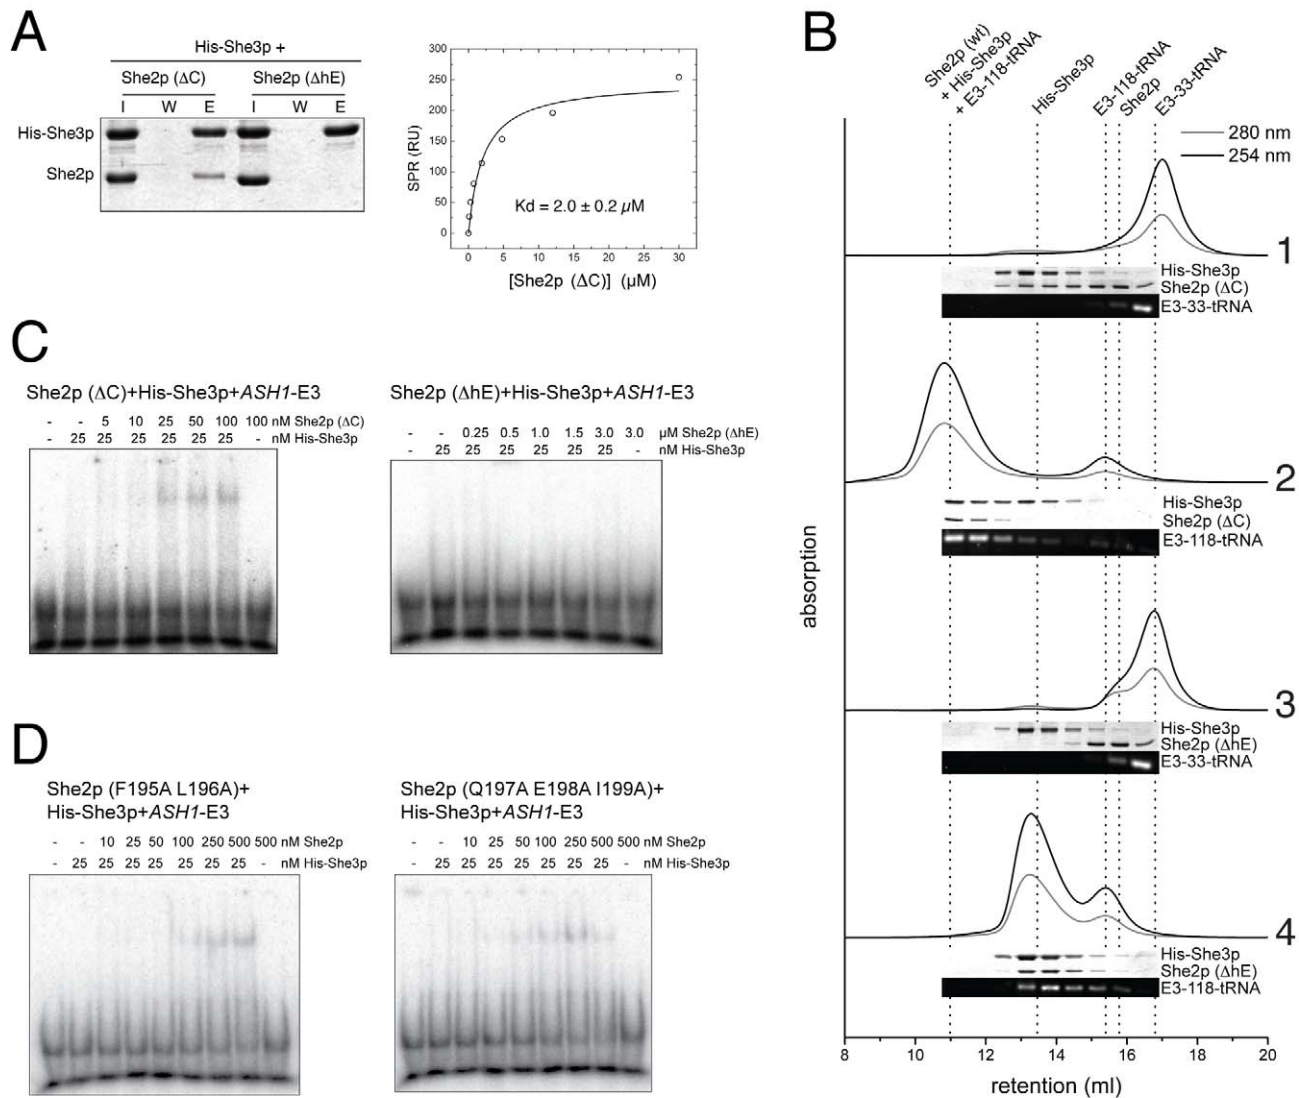 A
His-She3p +
She2p (ΔC) She2p (ΔhE)
I W E I W E
His-She3p
She2p
300
250
200
150
100
50
0
SPR (RU)
Kd = 2.0 ± 0.2 µM
0 5 10 15 20 25 30
[She2p (ΔC)] (µM)
B
She2p (wt)
+ His-She3p
+ E3-118-tRNA
His-She3p
E3-118-tRNA
She2p
E3-33-tRNA
280 nm
254 nm
1
His-She3p
She2p (ΔC)
E3-33-tRNA
2
His-She3p
She2p (ΔC)
E3-118-tRNA
3
His-She3p
She2p (ΔhE)
E3-33-tRNA
4
His-She3p
She2p (ΔhE)
E3-118-tRNA
absorption
8 10 12 14 16 18 20
retention (ml)
C
She2p (ΔC)+His-She3p+ASH1-E3
- - 5 10 25 50 100 100 nM She2p (ΔC)
- 25 25 25 25 25 25 - nM His-She3p
She2p (ΔhE)+His-She3p+ASH1-E3
- - 0.25 0.5 1.0 1.5 3.0 3.0 µM She2p (ΔhE)
- 25 25 25 25 25 25 - nM His-She3p
D
She2p (F195A L196A)+
His-She3p+ASH1-E3
- - 10 25 50 100 250 500 500 nM She2p
- 25 25 25 25 25 25 25 - nM His-She3p
She2p (Q197A E198A I199A)+
His-She3p+ASH1-E3
- - 10 25 50 100 250 500 500 nM She2p
- 25 25 25 25 25 25 25 - nM His-She3p